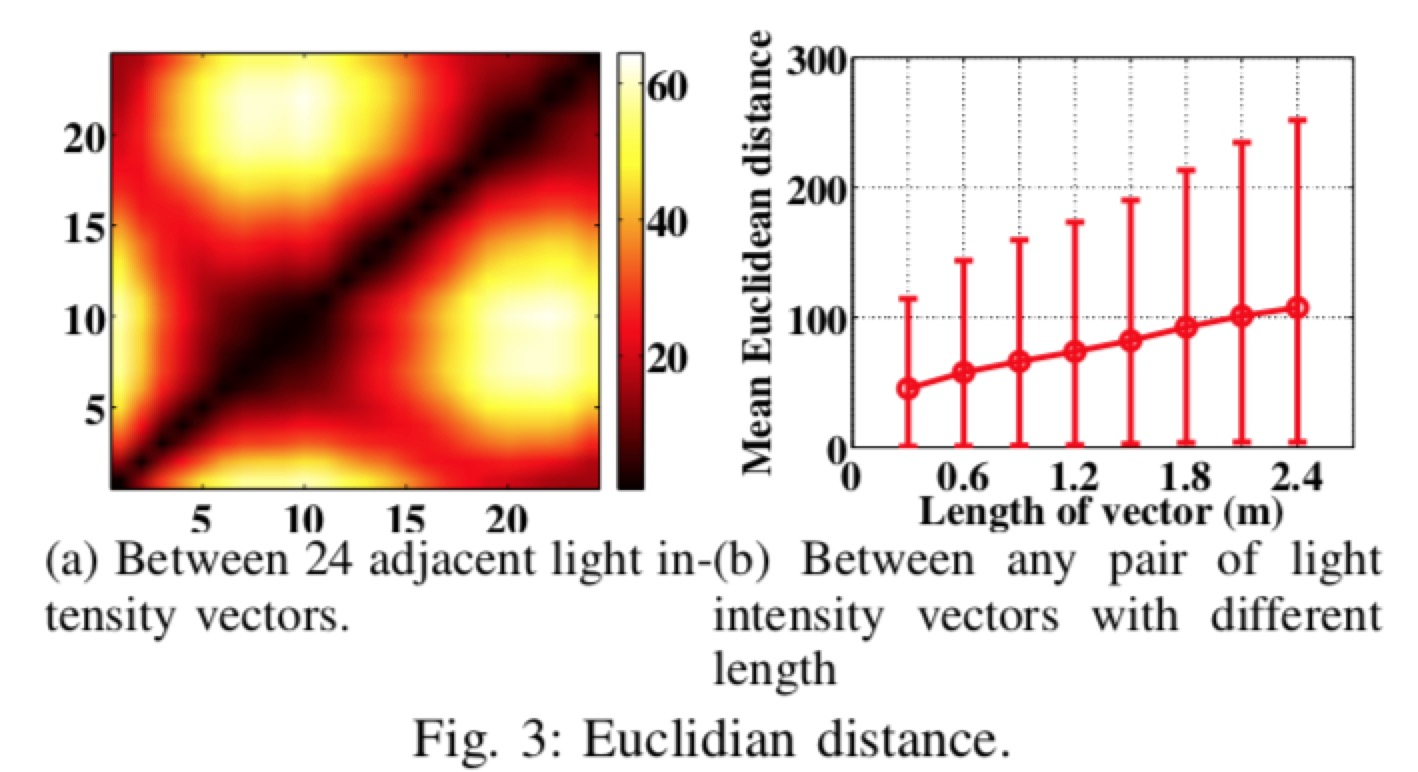 20
15
10
5
5 10 15 20
60
40
20
Mean Euclidean distance
300
200
100
0
0 0.6 1.2 1.8 2.4
Length of vector (m)
(a) Between 24 adjacent light in-
tensity vectors.
(b) Between any pair of light
intensity vectors with different
length
Fig. 3: Euclidian distance.